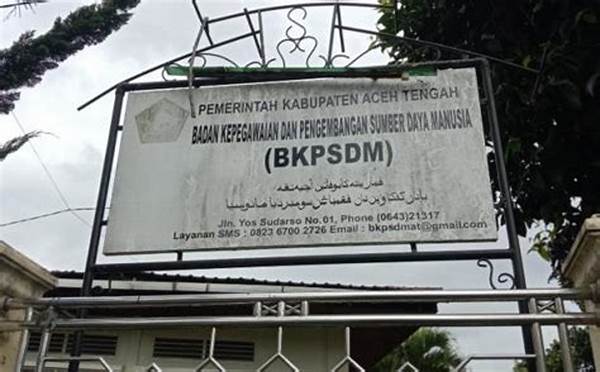 PEMERINTAH KABUPATEN ACEH TENGAH
BADAN KEPEGAWAIAN DAN PENGEMBANGAN SUMBER DAYA MANUSIA
(BKPSDM)
Jln. Yos Sudarso No.01, Phone (0643)21317
Layanan SMS : 0823 6700 2726 Email : bkpsdmat@gmail.com